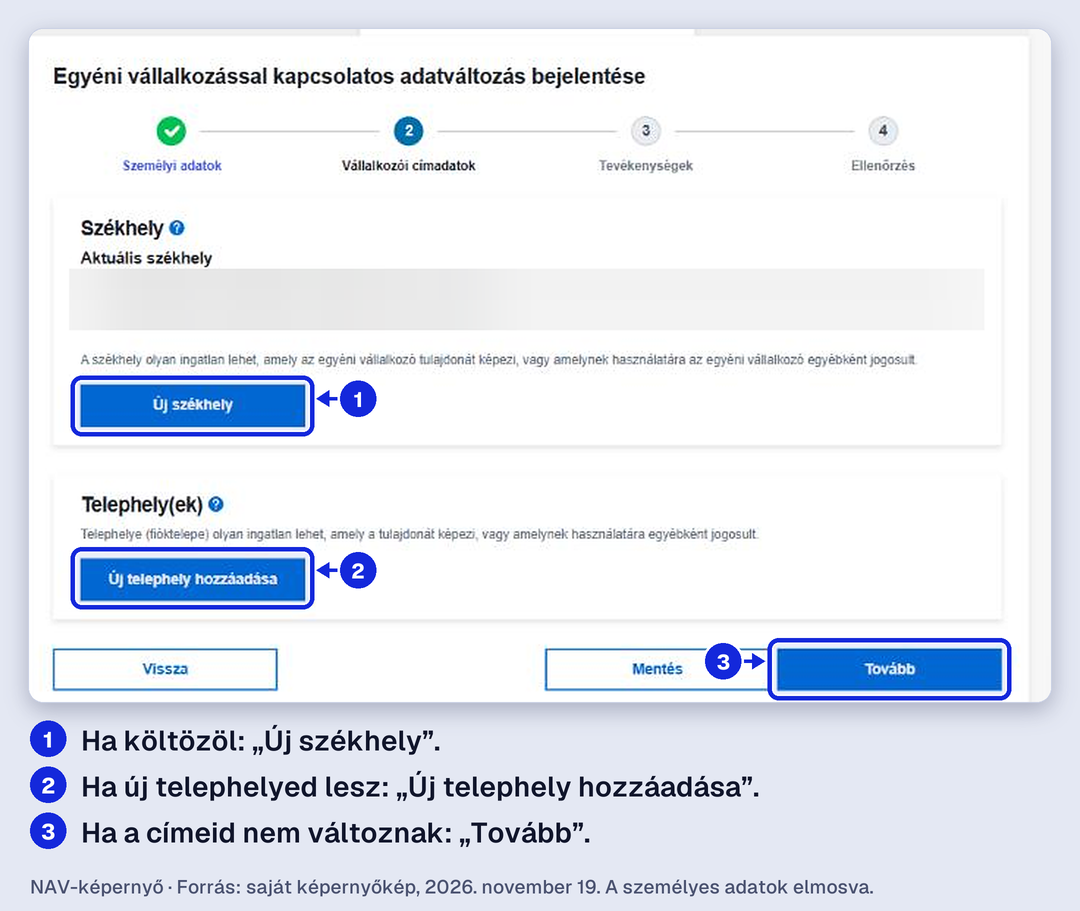 Egyéni vállalkozással kapcsolatos adatváltozás bejelentése
2 3 4
Személyi adatok Vállalkozói címadatok Tevékenységek Ellenőrzés
Székhely ?
Aktuális székhely
A székhely olyan ingatlan lehet, amely az egyéni vállalkozó tulajdonát képezi, vagy amelynek használatára az egyéni vállalkozó egyébként jogosult.
Új székhely 1
Telephely(ek) ?
Telephelye (fióktelepe) olyan ingatlan lehet, amely a tulajdonát képezi, vagy amelynek használatára egyébként jogosult.
Új telephely hozzáadása 2
Vissza Mentés 3 Tovább
1 Ha költözöl: „Új székhely”.
2 Ha új telephelyed lesz: „Új telephely hozzáadása”.
3 Ha a címeid nem változnak: „Tovább”.
NAV-képernyő · Forrás: saját képernyőkép, 2026. november 19. A személyes adatok elmosva.